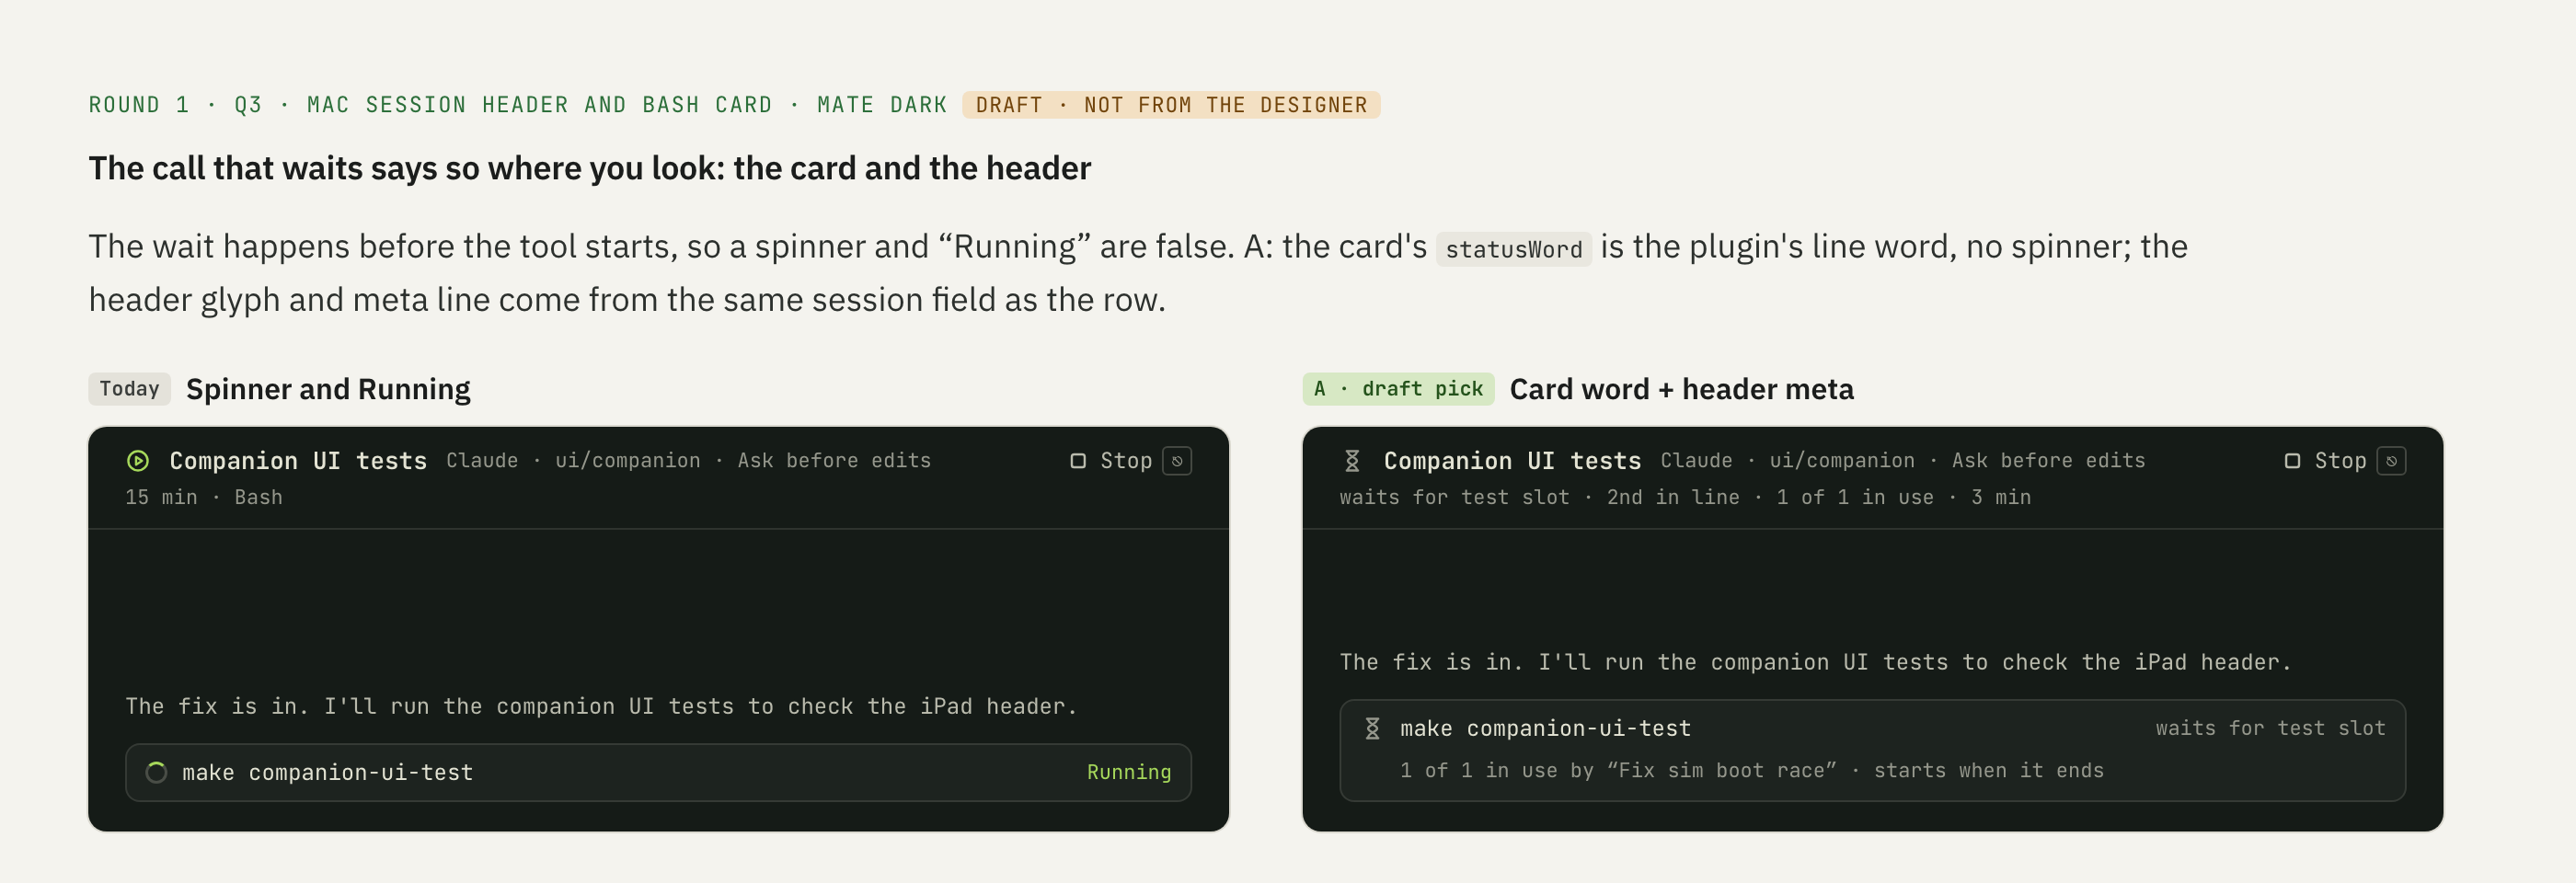 ROUND 1 · Q3 · MAC SESSION HEADER AND BASH CARD · MATE DARK DRAFT · NOT FROM THE DESIGNER
The call that waits says so where you look: the card and the header
The wait happens before the tool starts, so a spinner and “Running” are false. A: the card's statusWord is the plugin's line word, no spinner; the
header glyph and meta line come from the same session field as the row.
Today Spinner and Running
Companion UI tests Claude · ui/companion · Ask before edits Stop
15 min · Bash
The fix is in. I'll run the companion UI tests to check the iPad header.
make companion-ui-test Running
A · draft pick Card word + header meta
Companion UI tests Claude · ui/companion · Ask before edits Stop
waits for test slot · 2nd in line · 1 of 1 in use · 3 min
The fix is in. I'll run the companion UI tests to check the iPad header.
make companion-ui-test waits for test slot
1 of 1 in use by “Fix sim boot race” · starts when it ends